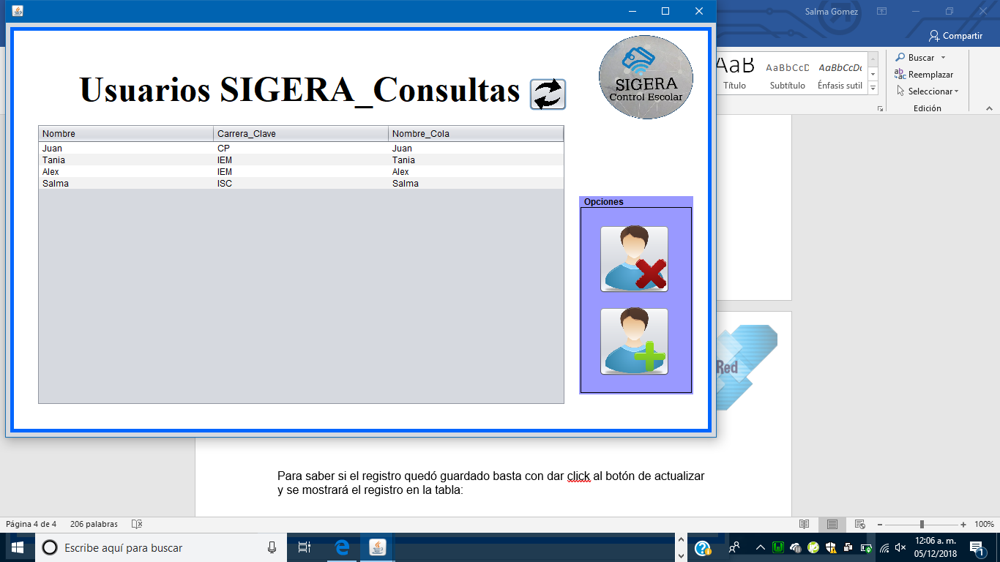 Salma Gomez
Compartir
Usuarios SIGERA_Consultas
SIGERA
Control Escolar
AaB AaBbCcD AaBbCcDc
Título Subtítulo Énfasis sutil
Buscar
Reemplazar
Seleccionar
Edición
Nombre Carrera_Clave Nombre_Cola
Juan CP Juan
Tania IEM Tania
Alex IEM Alex
Salma ISC Salma
Opciones
Red
Para saber si el registro quedó guardado basta con dar click al botón de actualizar
y se mostrará el registro en la tabla:
Página 4 de 4 206 palabras 100%
Escribe aquí para buscar
12:06 a. m.
05/12/2018
1